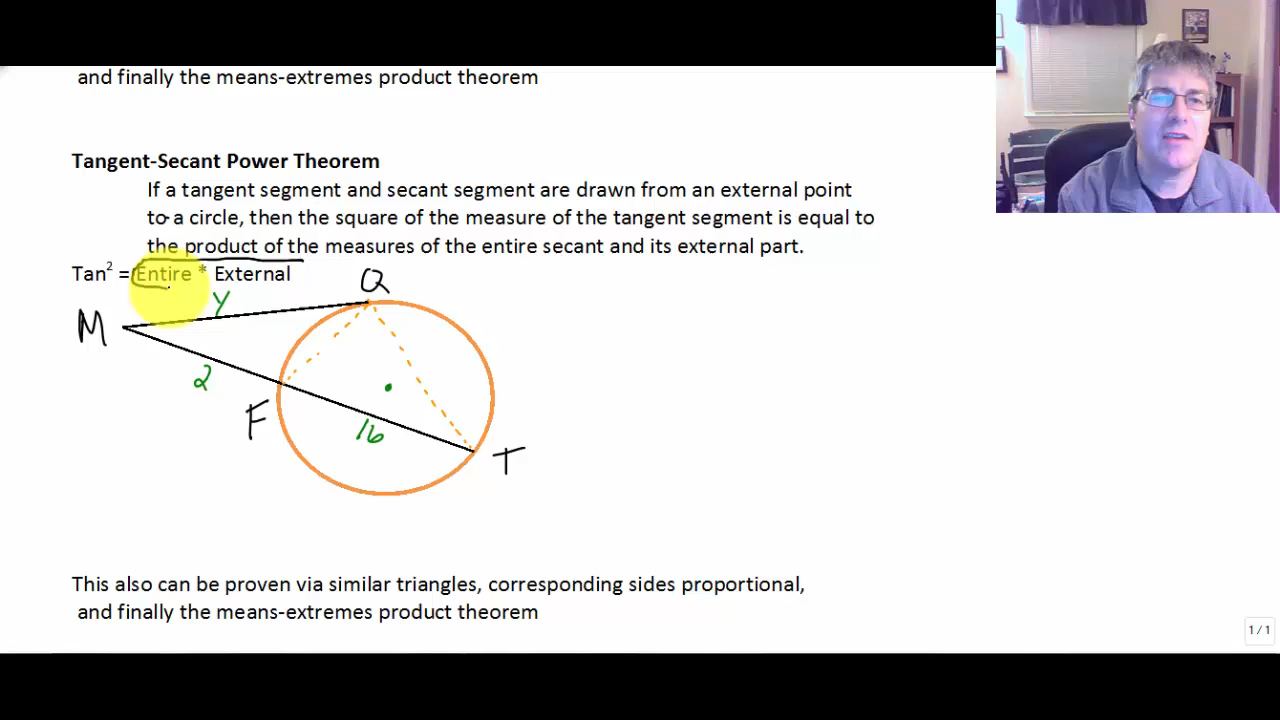 and finally the means-extremes product theorem
Tangent-Secant Power Theorem
If a tangent segment and secant segment are drawn from an external point
to a circle, then the square of the measure of the tangent segment is equal to
the product of the measures of the entire secant and its external part.
Tan² = Entire * External
Q
y
M
2
F
16
T
This also can be proven via similar triangles, corresponding sides proportional,
and finally the means-extremes product theorem
1 / 1